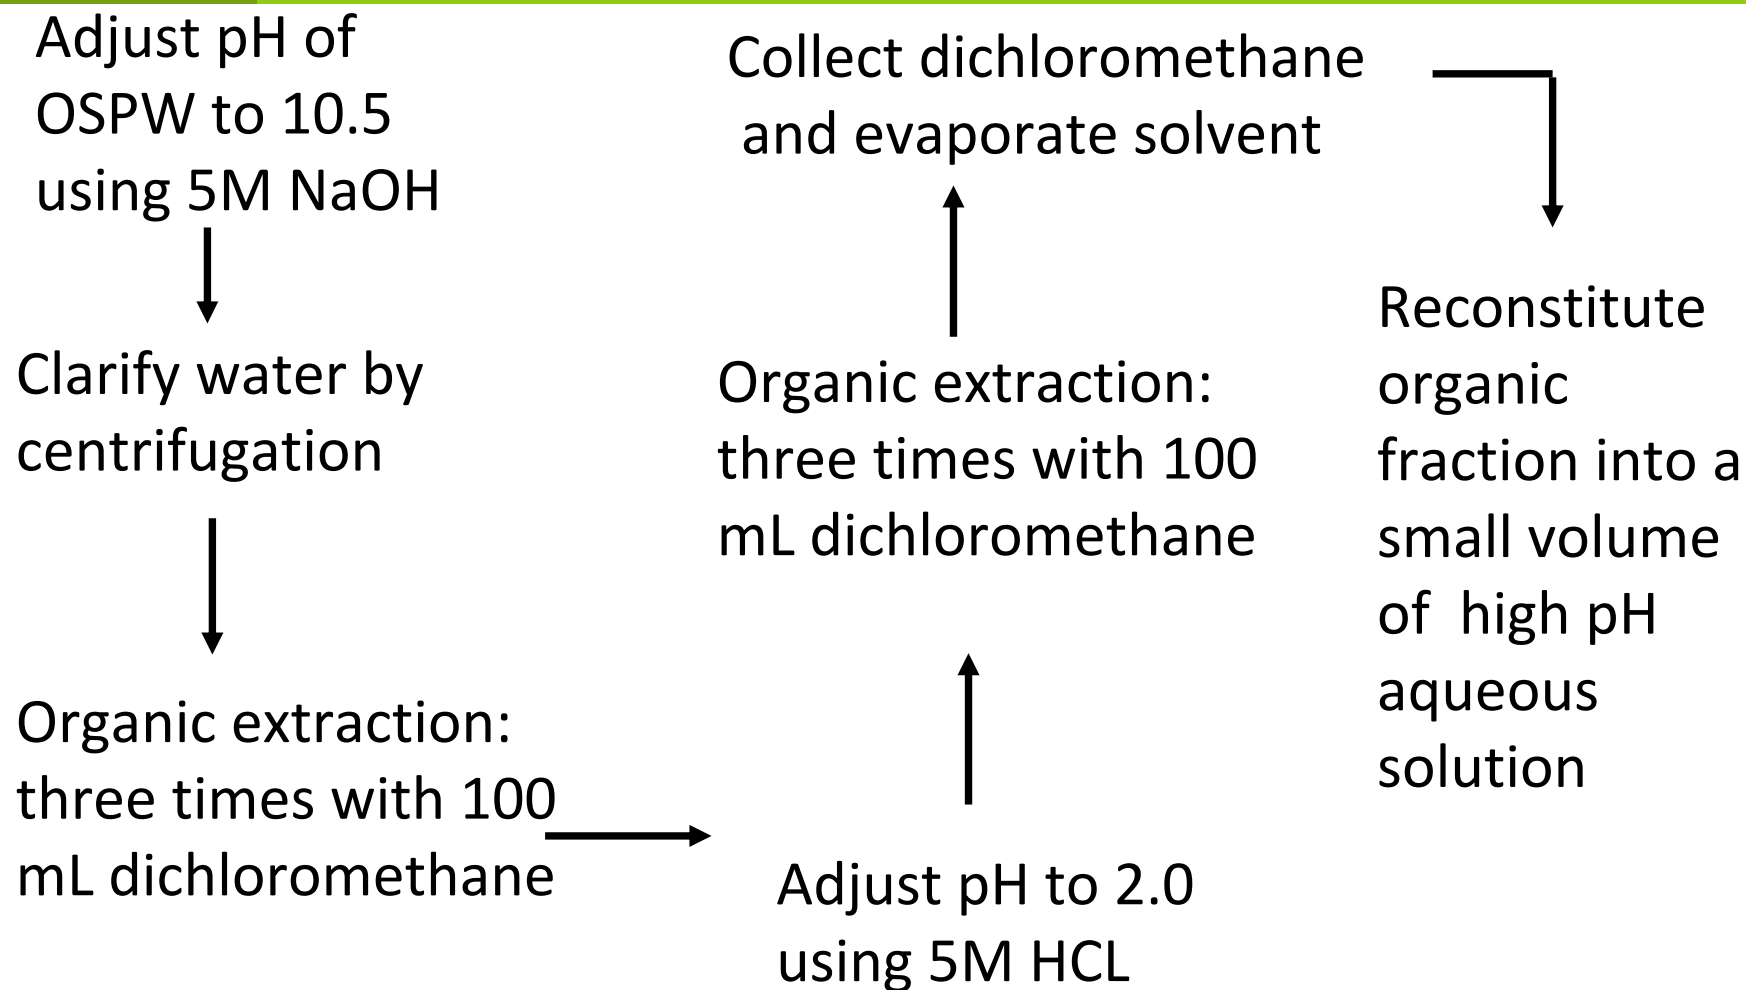 Adjust pH of
OSPW to 10.5
using 5M NaOH
Clarify water by
centrifugation
Organic extraction:
three times with 100
mL dichloromethane
Adjust pH to 2.0
using 5M HCL
Organic extraction:
three times with 100
mL dichloromethane
Collect dichloromethane
and evaporate solvent
Reconstitute
organic
fraction into a
small volume
of high pH
aqueous
solution